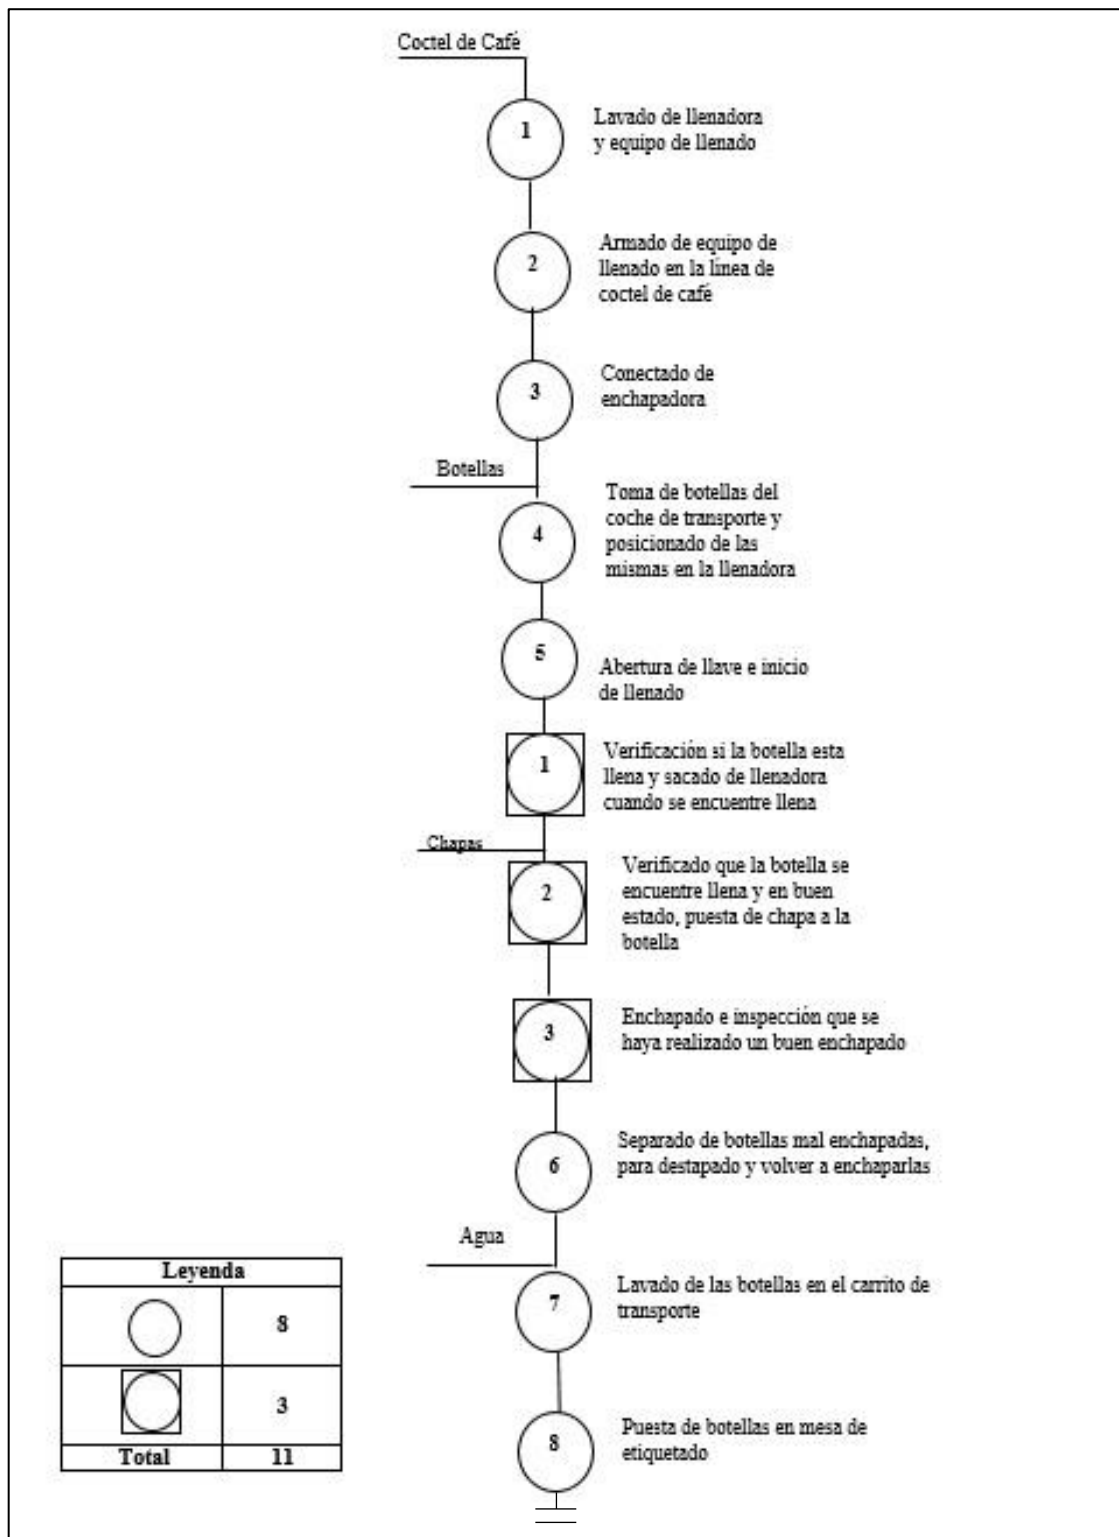 Coctel de Café
1
Lavado de llenadora
y equipo de llenado
2
Armado de equipo de
llenado en la línea de
coctel de café
3
Conectado de
enchapadora
Botellas
4
Toma de botellas del
coche de transporte y
posicionado de las
mismas en la llenadora
5
Abertura de llave e inicio
de llenado
1
Verificación si la botella esta
llena y sacado de llenadora
cuando se encuentre llena
Chapas
2
Verificado que la botella se
encuentre llena y en buen
estado, puesta de chapa a la
botella
3
Enchapado e inspección que se
haya realizado un buen enchapado
6
Separado de botellas mal enchapadas,
para destapado y volver a enchaparlas
Agua
7
Lavado de las botellas en el carrito de
transporte
8
Puesta de botellas en mesa de
etiquetado
Leyenda
8
3
Total 11